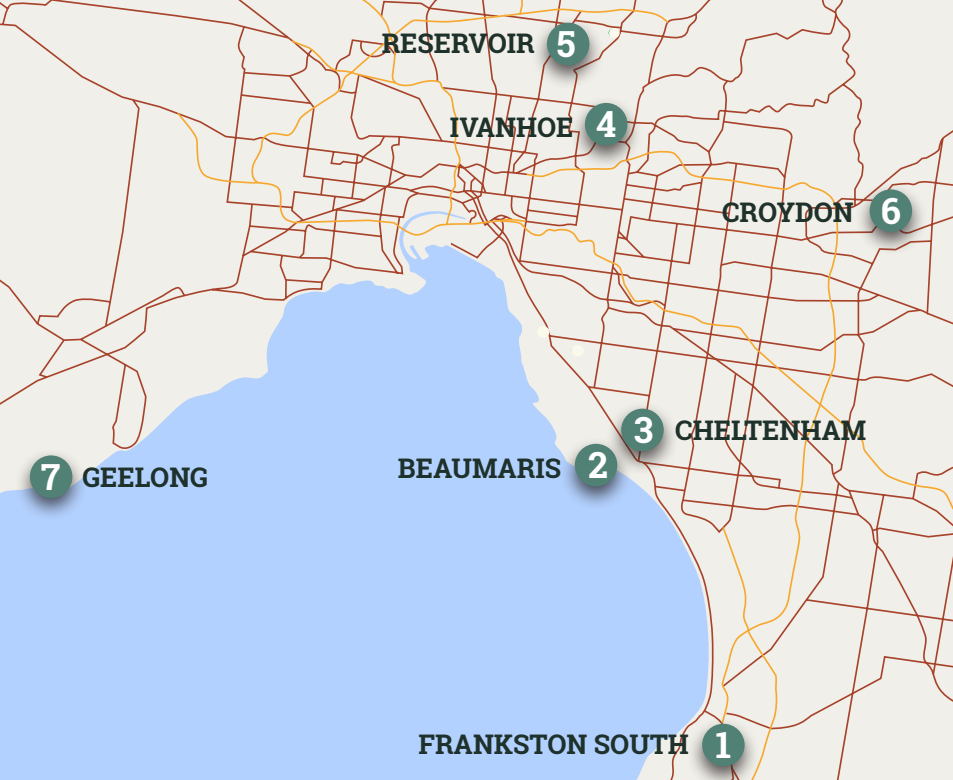 RESERVOIR 5
IVANHOE 4
CROYDON 6
3 CHELTENHAM
BEAUMARIS 2
7 GEELONG
FRANKSTON SOUTH 1